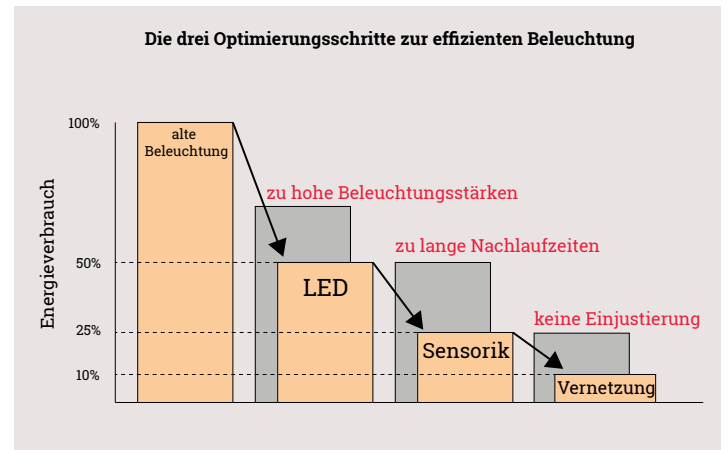 Die drei Optimierungsschritte zur effizienten Beleuchtung
Energieverbrauch
100%
50%
25%
10%
alte
Beleuchtung
zu hohe Beleuchtungsstärken
LED
zu lange Nachlaufzeiten
Sensorik
keine Einjustierung
Vernetzung